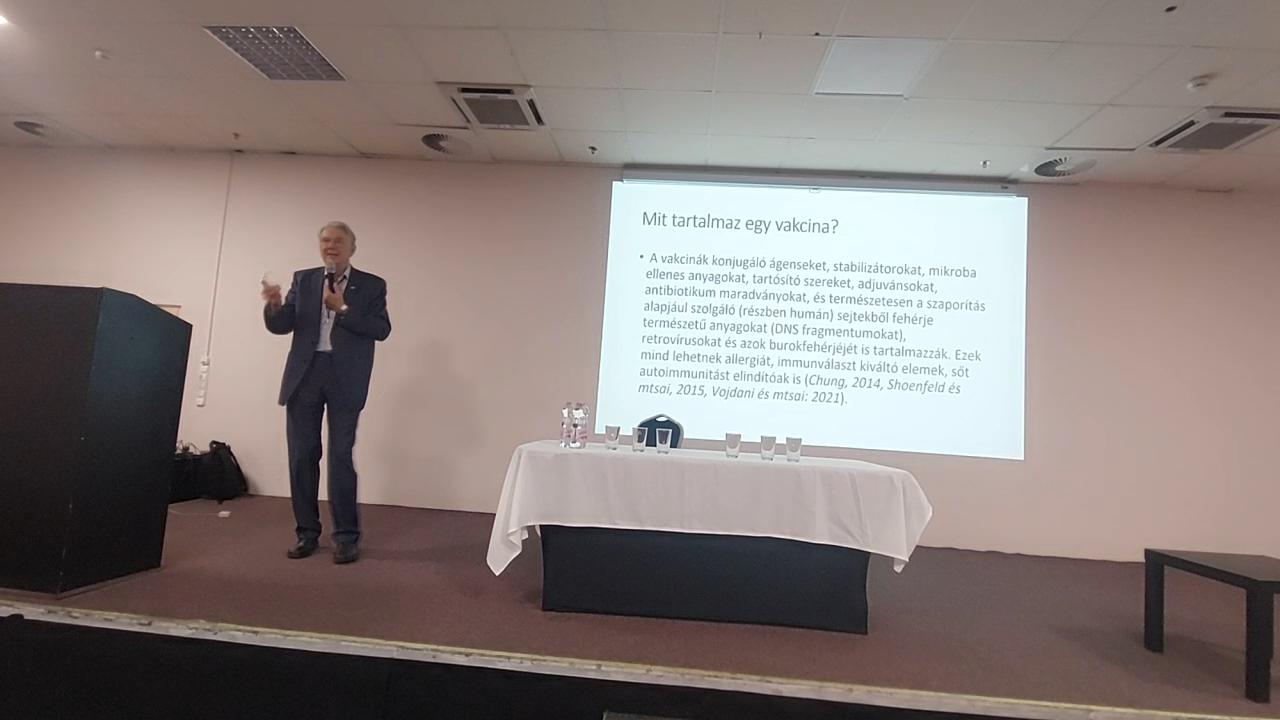 Mit tartalmaz egy vakcina?
• A vakcinák konjugáló ágenseket, stabilizátorokat, mikroba
ellenes anyagokat, tartósító szereket, adjuvánsokat,
antibiotikum maradványokat, és természetesen a szaporítás
alapjául szolgáló (részben humán) sejtekből fehérje
természetű anyagokat (DNS fragmentumokat),
retrovírusokat és azok burokfehérjéjét is tartalmazzák. Ezek
mind lehetnek allergiát, immunválaszt kiváltó elemek, sőt
autoimmunitást elindítóak is (Chung, 2014, Shoenfeld és
mtsai, 2015, Vojdani és mtsai: 2021).